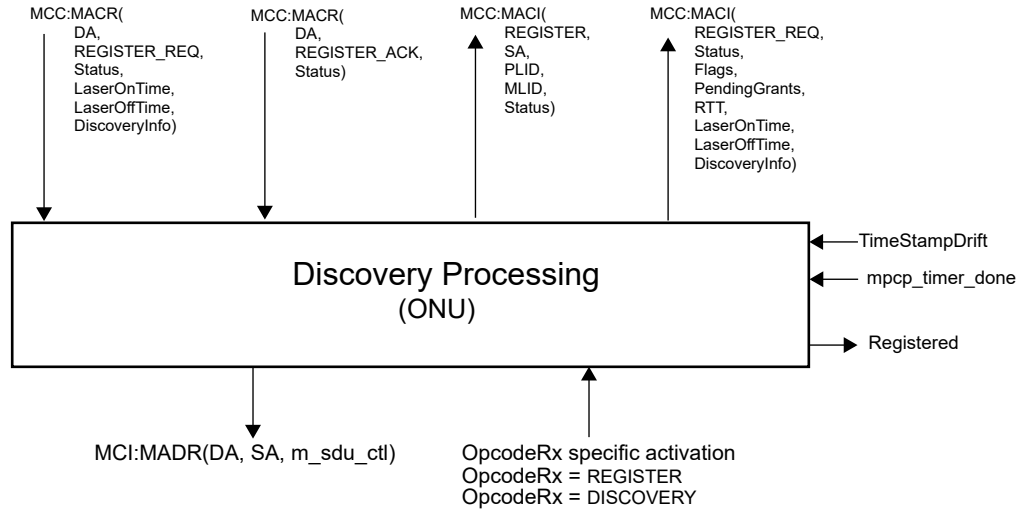 MCC:MACR(
DA,
REGISTER_REQ,
Status,
LaserOnTime,
LaserOffTime,
DiscoveryInfo)
MCC:MACR(
DA,
REGISTER_ACK,
Status)
MCC:MACI(
REGISTER,
SA,
PLID,
MLID,
Status)
MCC:MACI(
REGISTER_REQ,
Status,
Flags,
PendingGrants,
RTT,
LaserOnTime,
LaserOffTime,
DiscoveryInfo)
Discovery Processing
(ONU)
TimeStampDrift
mpcp_timer_done
Registered
MCI:MADR(DA, SA, m_sdu_ctl)
OpcodeRx specific activation
OpcodeRx = REGISTER
OpcodeRx = DISCOVERY